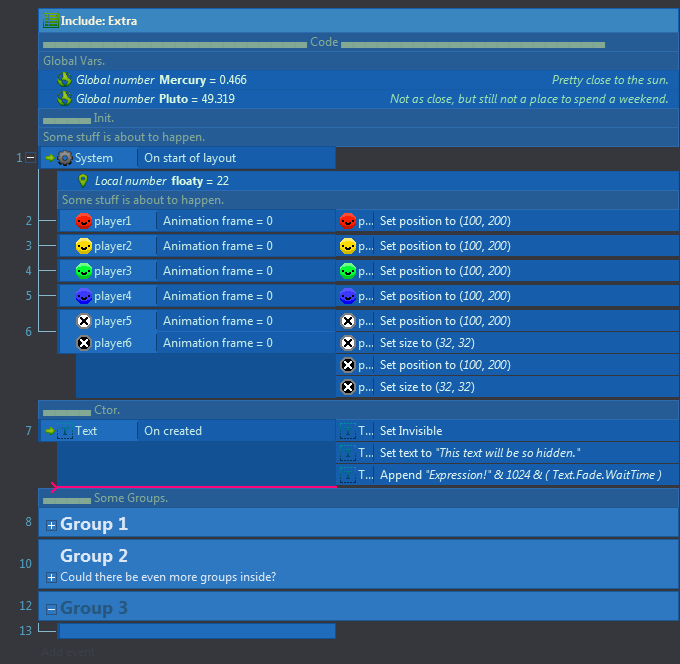 Include: Extra
Code
Global Vars.
Global number Mercury = 0.466 Pretty close to the sun.
Global number Pluto = 49.319 Not as close, but still not a place to spend a weekend.
Init.
Some stuff is about to happen.
1 System On start of layout
Local number floaty = 22
Some stuff is about to happen.
2 player1 Animation frame = 0 p... Set position to (100, 200)
3 player2 Animation frame = 0 p... Set position to (100, 200)
4 player3 Animation frame = 0 p... Set position to (100, 200)
5 player4 Animation frame = 0 p... Set position to (100, 200)
player5 Animation frame = 0 p... Set position to (100, 200)
6 player6 Animation frame = 0 p... Set size to (32, 32)
p... Set position to (100, 200)
p... Set size to (32, 32)
Ctor.
7 Text On created T... Set Invisible
T... Set text to "This text will be so hidden."
T... Append "Expression!" & 1024 & ( Text.Fade.WaitTime )
Some Groups.
8 Group 1
Group 2
10 Could there be even more groups inside?
12 Group 3
13
Add event